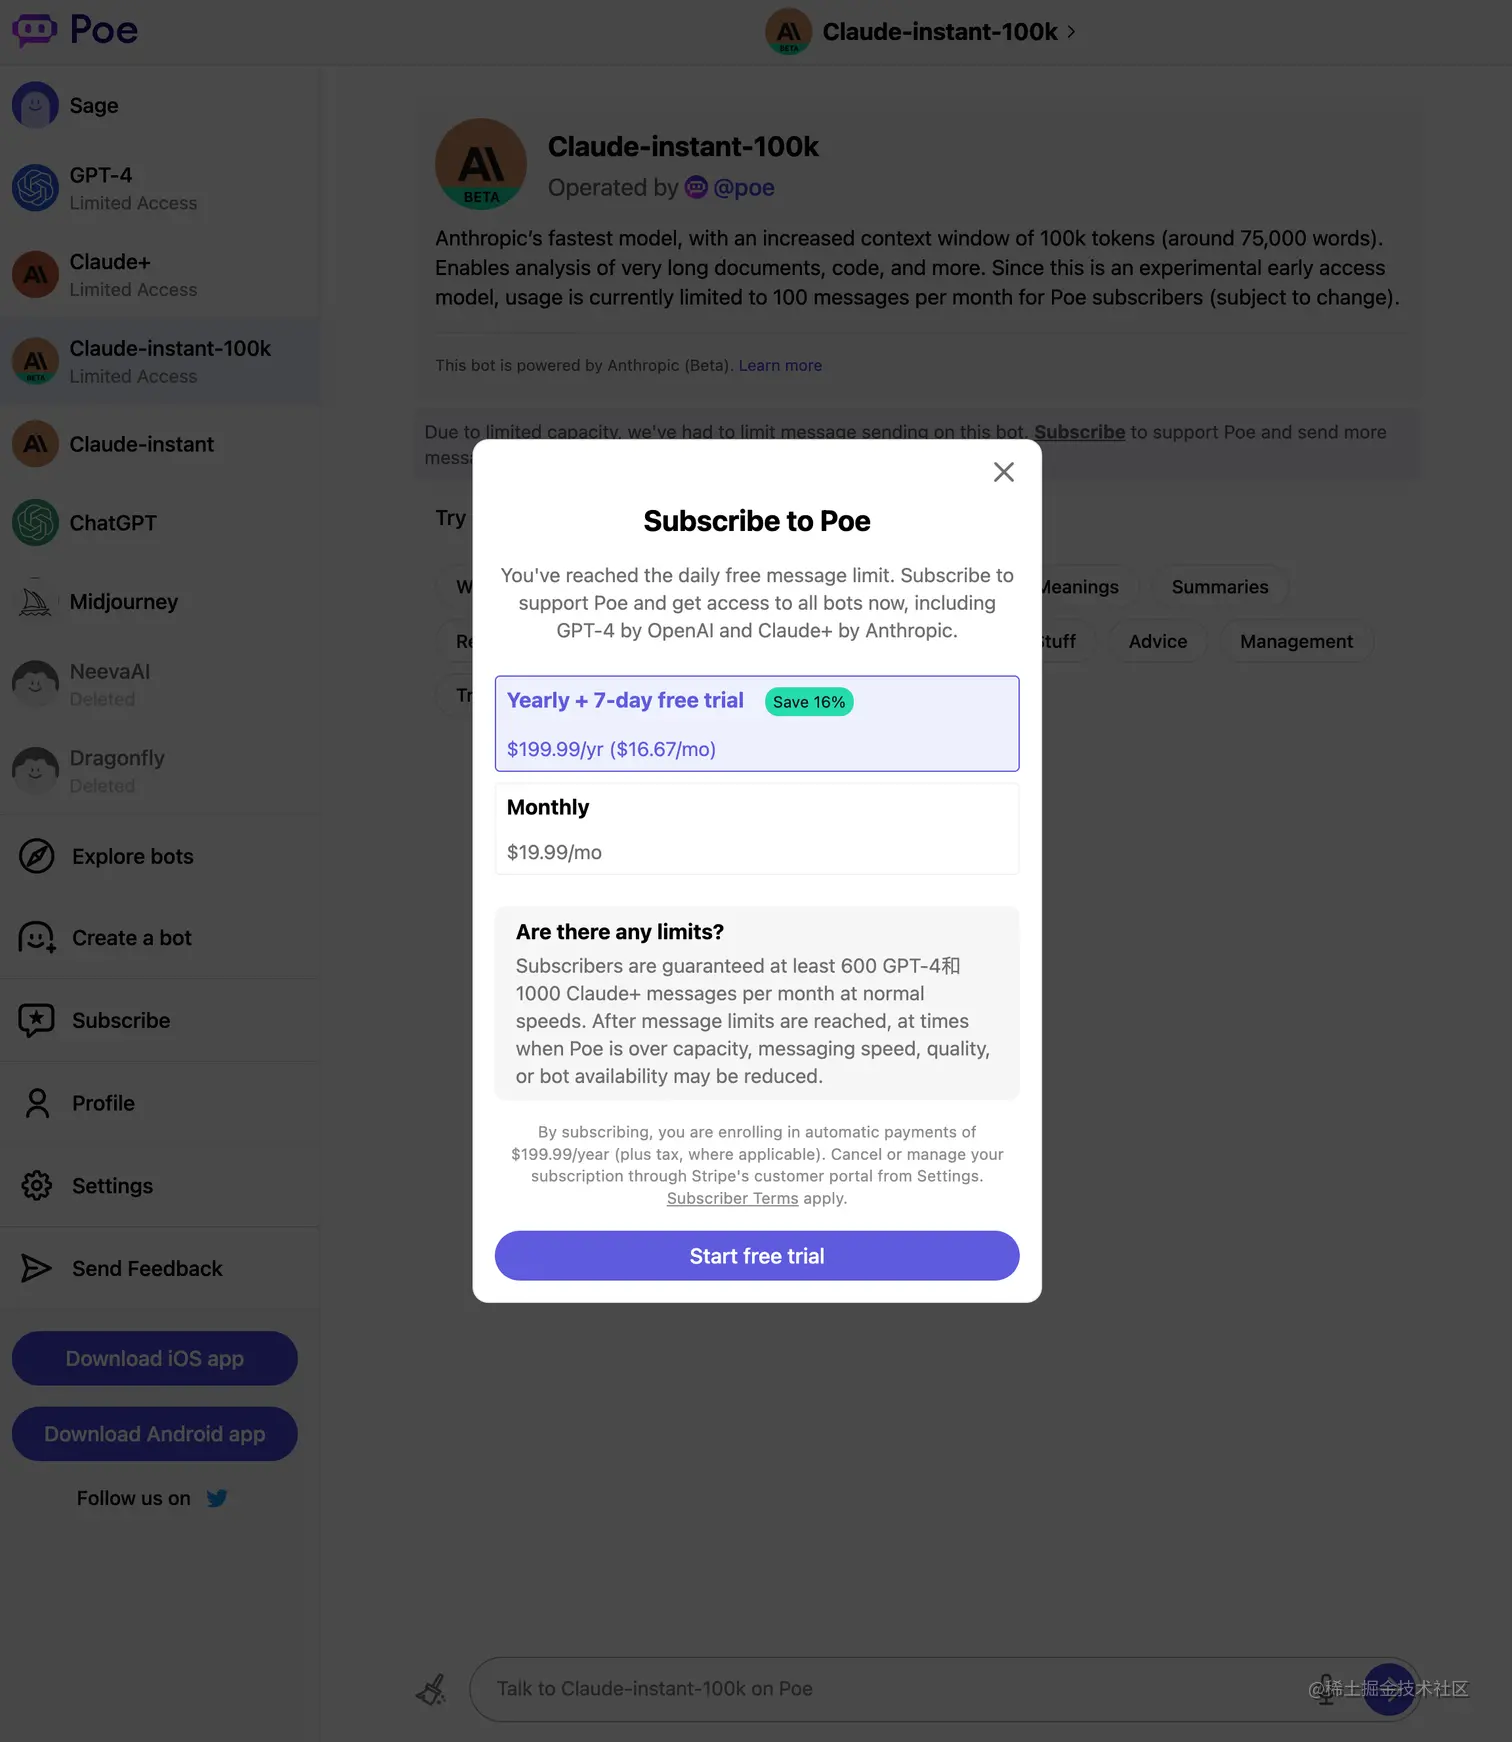 Poe
Claude-instant-100k
Sage
GPT-4
Limited Access
Claude+
Limited Access
Claude-instant-100k
Limited Access
Claude-instant
ChatGPT
Midjourney
NeevaAI
Deleted
Dragonfly
Deleted
Explore bots
Create a bot
Subscribe
Profile
Settings
Send Feedback
Download iOS app
Download Android app
Follow us on
BETA
Claude-instant-100k
Operated by @poe
Anthropic’s fastest model, with an increased context window of 100k tokens (around 75,000 words).
Enables analysis of very long documents, code, and more. Since this is an experimental early access
model, usage is currently limited to 100 messages per month for Poe subscribers (subject to change).
This bot is powered by Anthropic (Beta). Learn more
Due to limited capacity, we've had to limit message sending on this bot. Subscribe to support Poe and send more
Try
Meanings
Summaries
Advice
Management
Subscribe to Poe
You've reached the daily free message limit. Subscribe to
support Poe and get access to all bots now, including
GPT-4 by OpenAI and Claude+ by Anthropic.
Yearly + 7-day free trial
Save 16%
$199.99/yr ($16.67/mo)
Monthly
$19.99/mo
Are there any limits?
Subscribers are guaranteed at least 600 GPT-4和
1000 Claude+ messages per month at normal
speeds. After message limits are reached, at times
when Poe is over capacity, messaging speed, quality,
or bot availability may be reduced.
By subscribing, you are enrolling in automatic payments of
$199.99/year (plus tax, where applicable). Cancel or manage your
subscription through Stripe's customer portal from Settings.
Subscriber Terms apply.
Start free trial
Talk to Claude-instant-100k on Poe
@稀土掘金技术社区